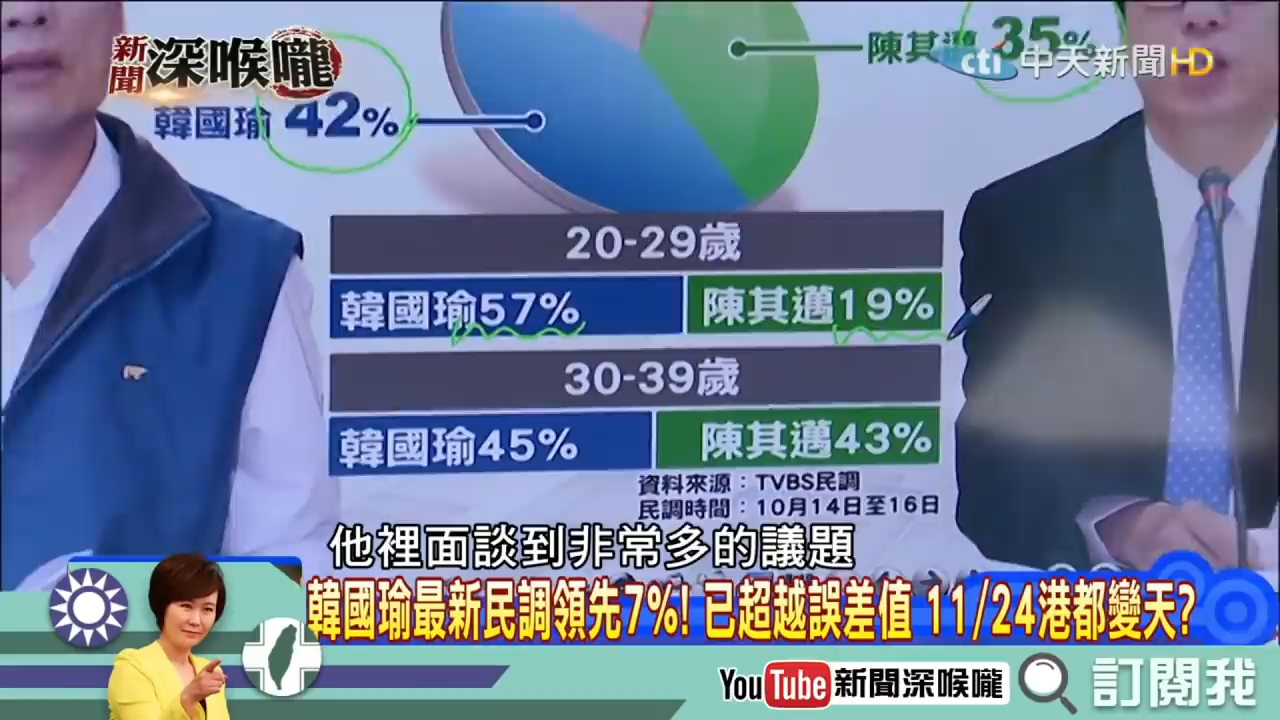 新聞深喉嚨
陳其邁 35%
cti 中天新聞HD
韓國瑜 42%
20-29歲
韓國瑜57% 陳其邁19%
30-39歲
韓國瑜45% 陳其邁43%
資料來源：TVBS民調
民調時間：10月14日至16日
他裡面談到非常多的議題
韓國瑜最新民調領先7%! 已超越誤差值 11/24港都變天?
YouTube 新聞深喉嚨 訂閱我